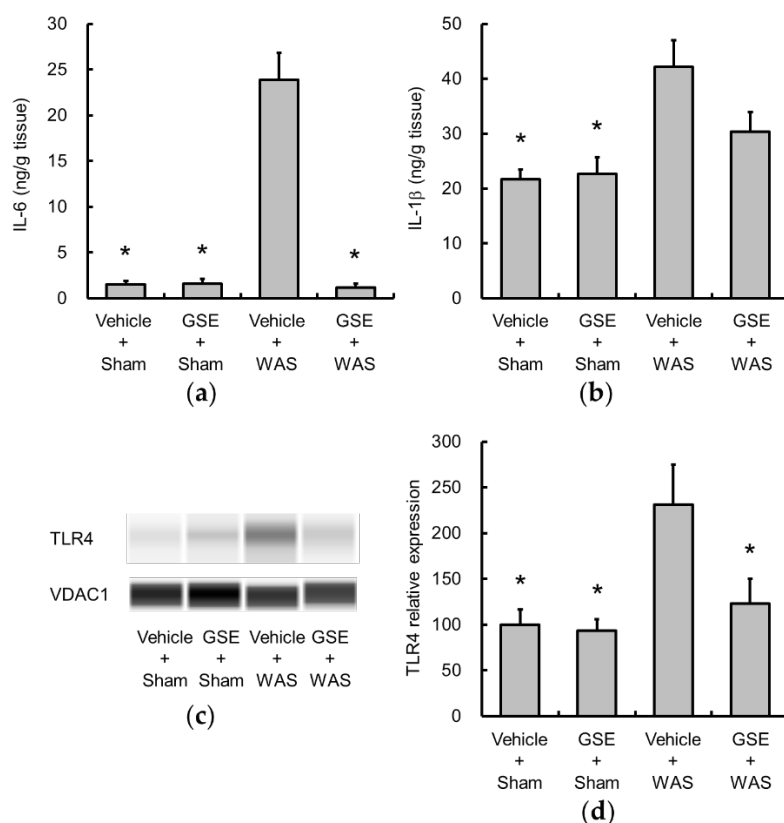 IL-6 (ng/g tissue)
30
25
20
15
10
5
0
*
*
*
Vehicle
+
Sham
GSE
+
Sham
Vehicle
+
WAS
GSE
+
WAS
(a)
IL-1β (ng/g tissue)
50
40
30
20
10
0
*
*
Vehicle
+
Sham
GSE
+
Sham
Vehicle
+
WAS
GSE
+
WAS
(b)
TLR4
VDAC1
Vehicle
+
Sham
GSE
+
Sham
Vehicle
+
WAS
GSE
+
WAS
(c)
TLR4 relative expression
300
250
200
150
100
50
0
*
*
*
Vehicle
+
Sham
GSE
+
Sham
Vehicle
+
WAS
GSE
+
WAS
(d)